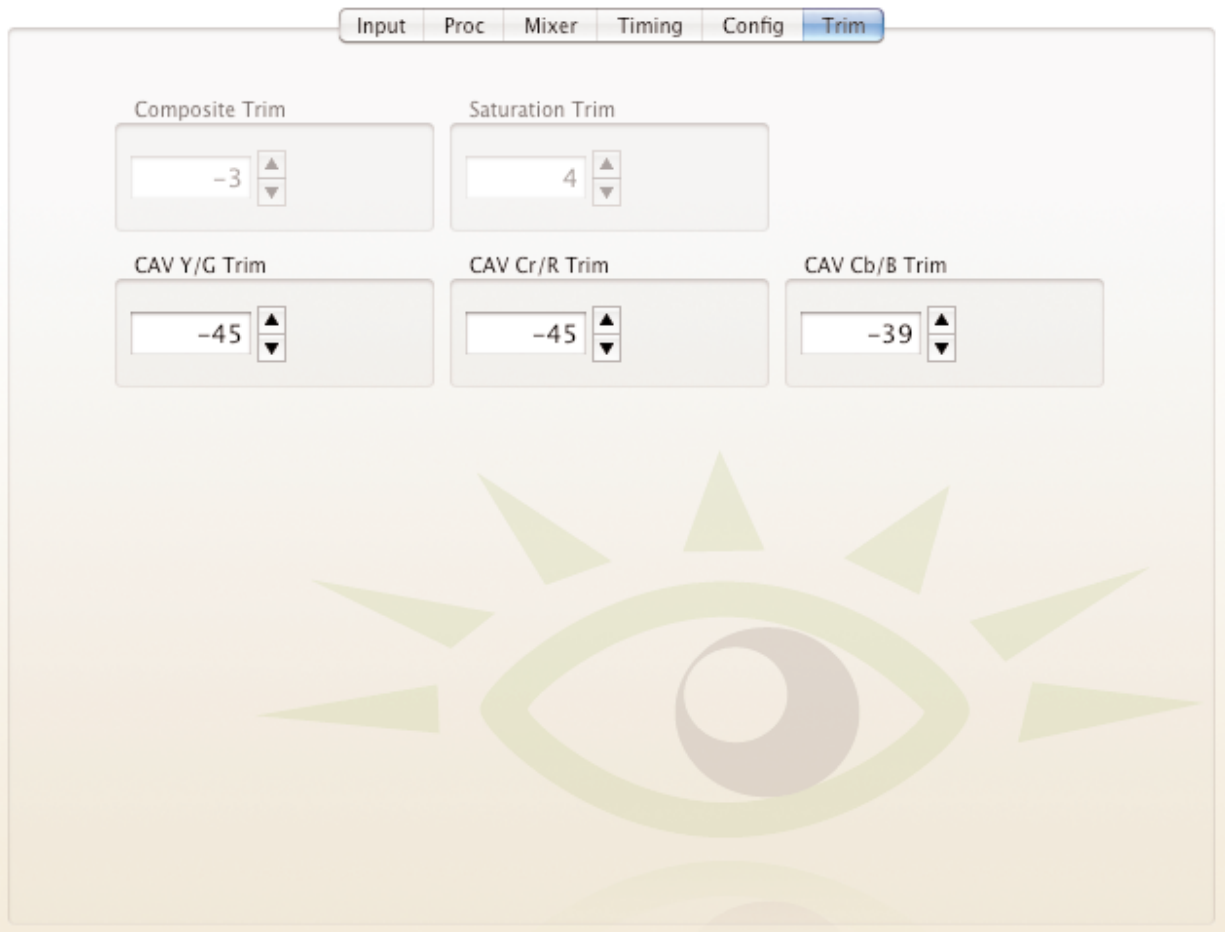 Input Proc Mixer Timing Config Trim
Composite Trim Saturation Trim
-3 4
CAV Y/G Trim CAV Cr/R Trim CAV Cb/B Trim
-45 -45 -39